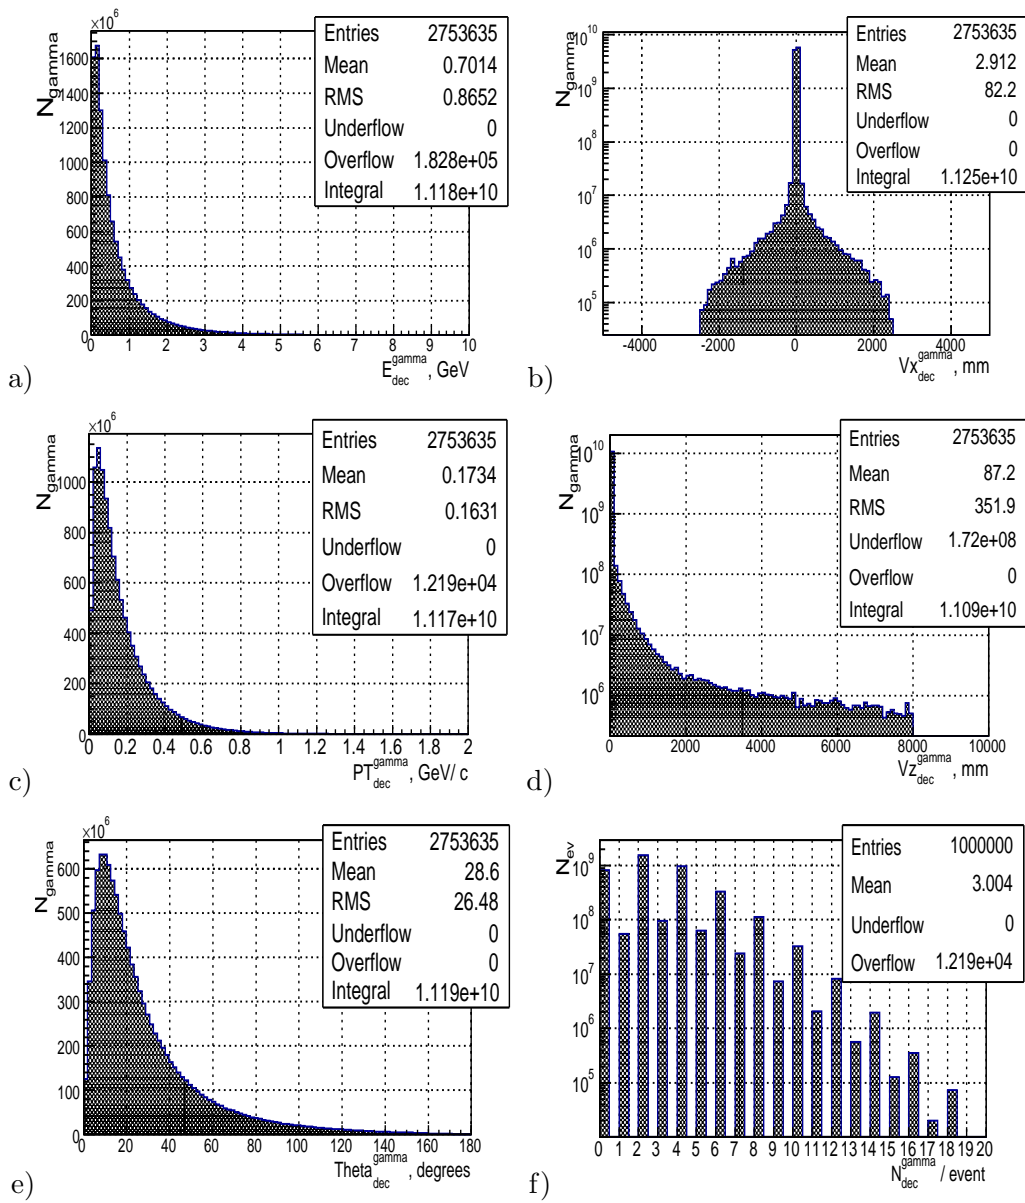 ×10^6
N_gamma
1600
1400
1200
1000
800
600
400
200
0
0 1 2 3 4 5 6 7 8 9 10
E_dec^gamma , GeV
Entries 2753635
Mean 0.7014
RMS 0.8652
Underflow 0
Overflow 1.828e+05
Integral 1.118e+10
a)
N_gamma
10^10
10^9
10^8
10^7
10^6
10^5
-4000 -2000 0 2000 4000
Vx_dec^gamma , mm
Entries 2753635
Mean 2.912
RMS 82.2
Underflow 0
Overflow 0
Integral 1.125e+10
b)
×10^6
N_gamma
1000
800
600
400
200
0
0 0.2 0.4 0.6 0.8 1 1.2 1.4 1.6 1.8 2
PT_dec^gamma , GeV/ c
Entries 2753635
Mean 0.1734
RMS 0.1631
Underflow 0
Overflow 1.219e+04
Integral 1.117e+10
c)
N_gamma
10^10
10^9
10^8
10^7
10^6
0 2000 4000 6000 8000 10000
Vz_dec^gamma , mm
Entries 2753635
Mean 87.2
RMS 351.9
Underflow 1.72e+08
Overflow 0
Integral 1.109e+10
d)
×10^6
N_gamma
600
500
400
300
200
100
0
0 20 40 60 80 100 120 140 160 180
Theta_dec^gamma , degrees
Entries 2753635
Mean 28.6
RMS 26.48
Underflow 0
Overflow 0
Integral 1.119e+10
e)
N_ev
10^9
10^8
10^7
10^6
10^5
0 1 2 3 4 5 6 7 8 9 10 11 12 13 14 15 16 17 18 19 20
N_dec^gamma / event
Entries 1000000
Mean 3.004
Underflow 0
Overflow 1.219e+04
f)